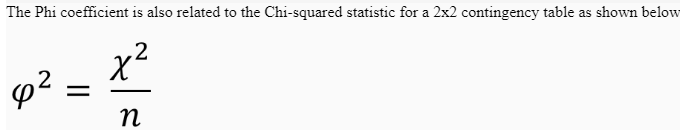 The Phi coefficient is also related to the Chi-squared statistic for a 2x2 contingency table as shown below
φ² = χ² / n